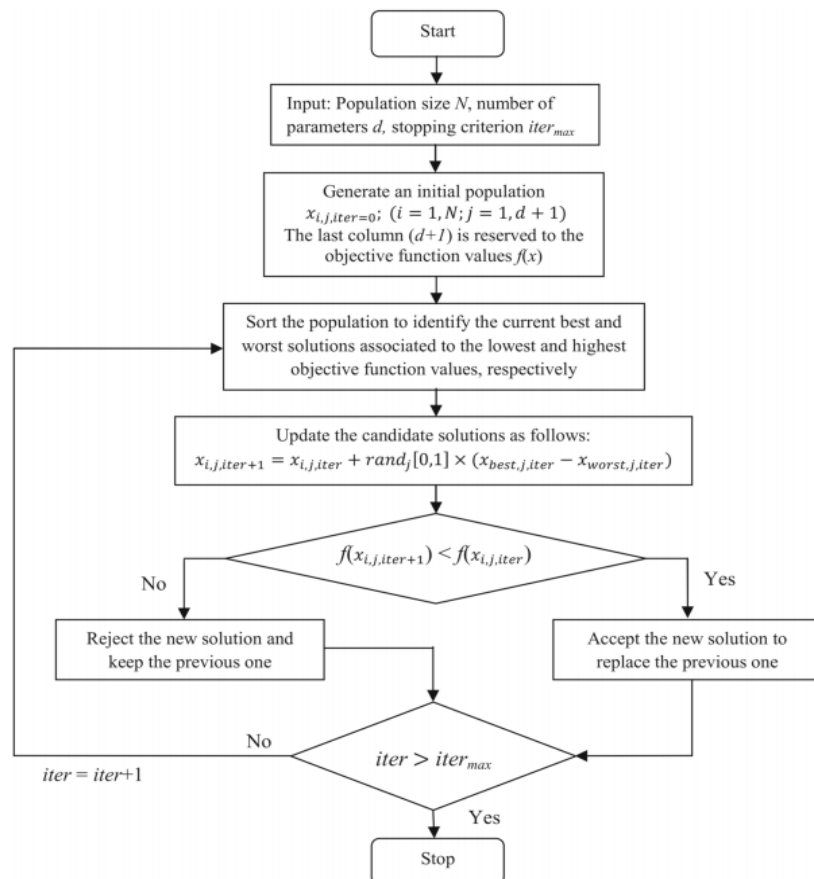 Start
Input: Population size N, number of
parameters d, stopping criterion iter_max
Generate an initial population
x_{i,j,iter=0}; (i = 1, N; j = 1, d + 1)
The last column (d+1) is reserved to the
objective function values f(x)
Sort the population to identify the current best and
worst solutions associated to the lowest and highest
objective function values, respectively
Update the candidate solutions as follows:
x_{i,j,iter+1} = x_{i,j,iter} + rand_j[0,1] × (x_{best,j,iter} − x_{worst,j,iter})
f(x_{i,j,iter+1}) < f(x_{i,j,iter})
No
Yes
Reject the new solution and
keep the previous one
Accept the new solution to
replace the previous one
No
iter > iter_max
iter = iter+1
Yes
Stop